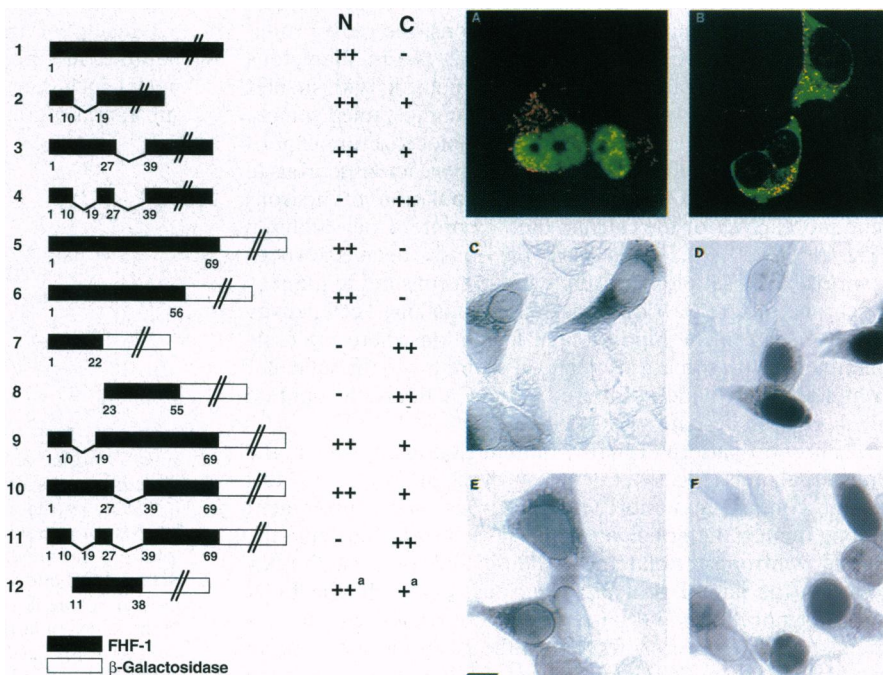 N C
1 ++ -
1
2 ++ +
1 10 19
3 ++ +
1 27 39
4 - ++
1 10 19 27 39
5 ++ -
1 69
6 ++ -
1 56
7 - ++
1 22
8 - ++
23 55
9 ++ +
1 10 19 69
10 ++ +
1 27 39 69
11 - ++
1 10 19 27 39 69
12 ++a +a
11 38
FHF-1
β-Galactosidase
A
B
C
D
E
F